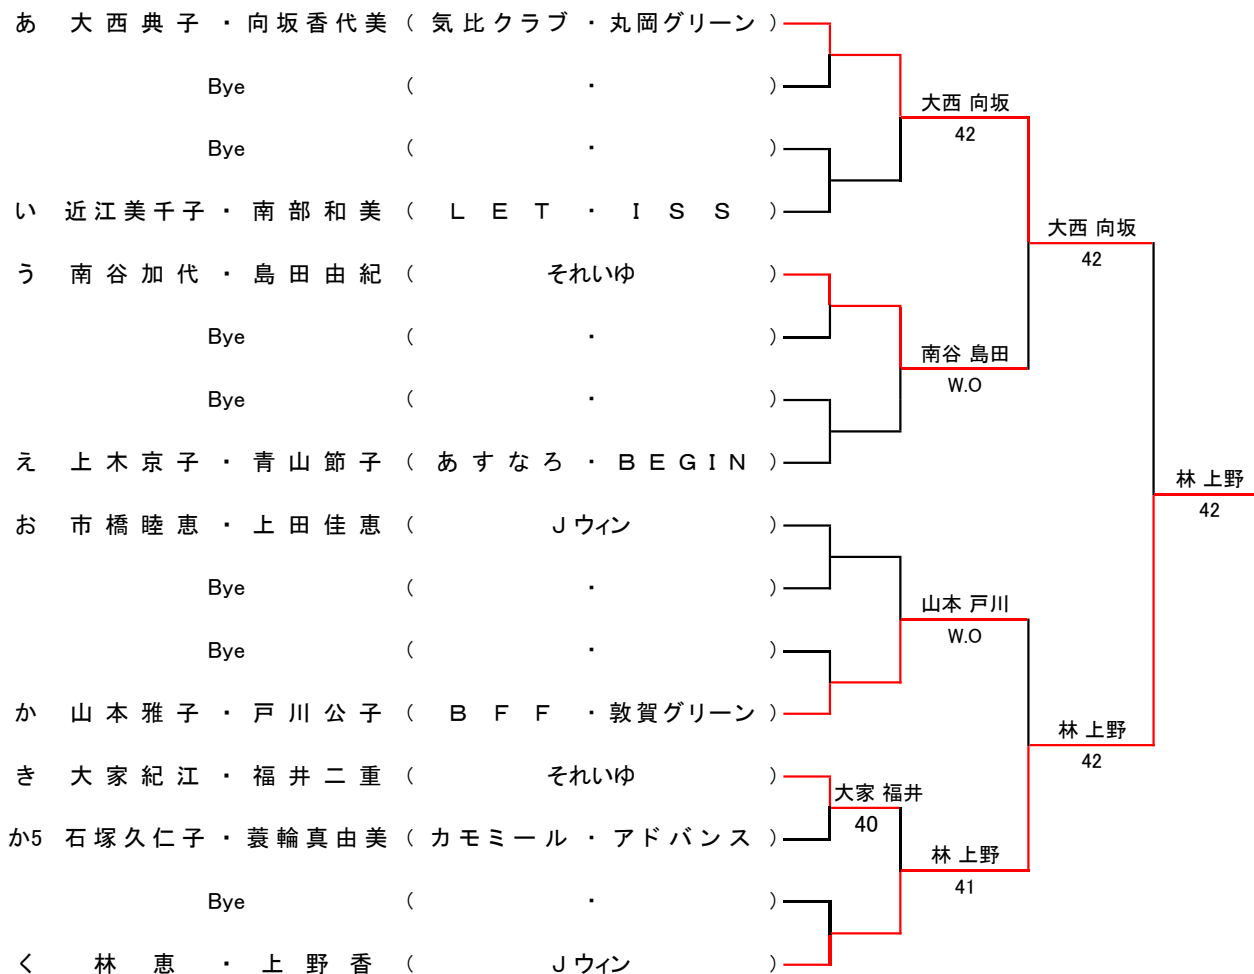 あ 大西典子・向坂香代美 ( 気比クラブ ・ 丸岡グリーン )
Bye ( ・ )
大西 向坂
42
Bye ( ・ )
い 近江美千子・南部和美 ( LET ・ ISS )
大西 向坂
42
う 南谷加代・島田由紀 ( それいゆ )
Bye ( ・ )
南谷 島田
W.O
Bye ( ・ )
え 上木京子・青山節子 ( あすなろ ・ BEGIN )
林 上野
42
お 市橋睦恵・上田佳恵 ( Jウィン )
Bye ( ・ )
山本 戸川
W.O
Bye ( ・ )
か 山本雅子・戸川公子 ( BFF ・ 敦賀グリーン )
林 上野
42
き 大家紀江・福井二重 ( それいゆ )
大家 福井
40
か5 石塚久仁子・蓑輪真由美 ( カモミール ・ アドバンス )
林 上野
41
Bye ( ・ )
く 林恵・上野香 ( Jウィン )